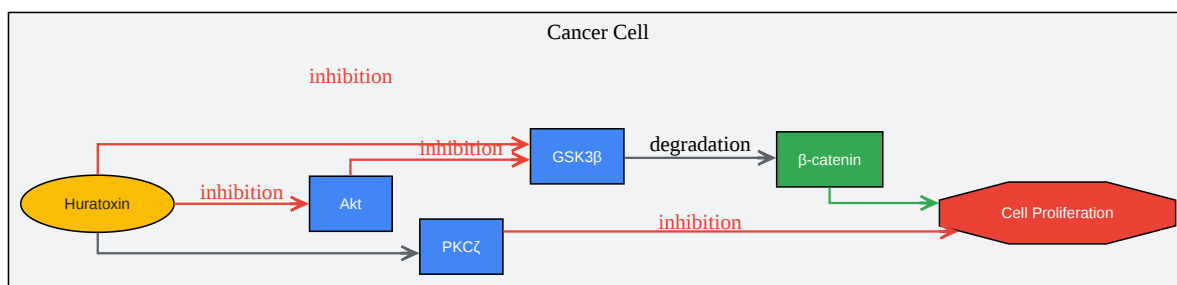 Cancer Cell
inhibition
inhibition
degradation
GSK3β
β-catenin
inhibition
Huratoxin
Akt
Cell Proliferation
inhibition
PKCζ